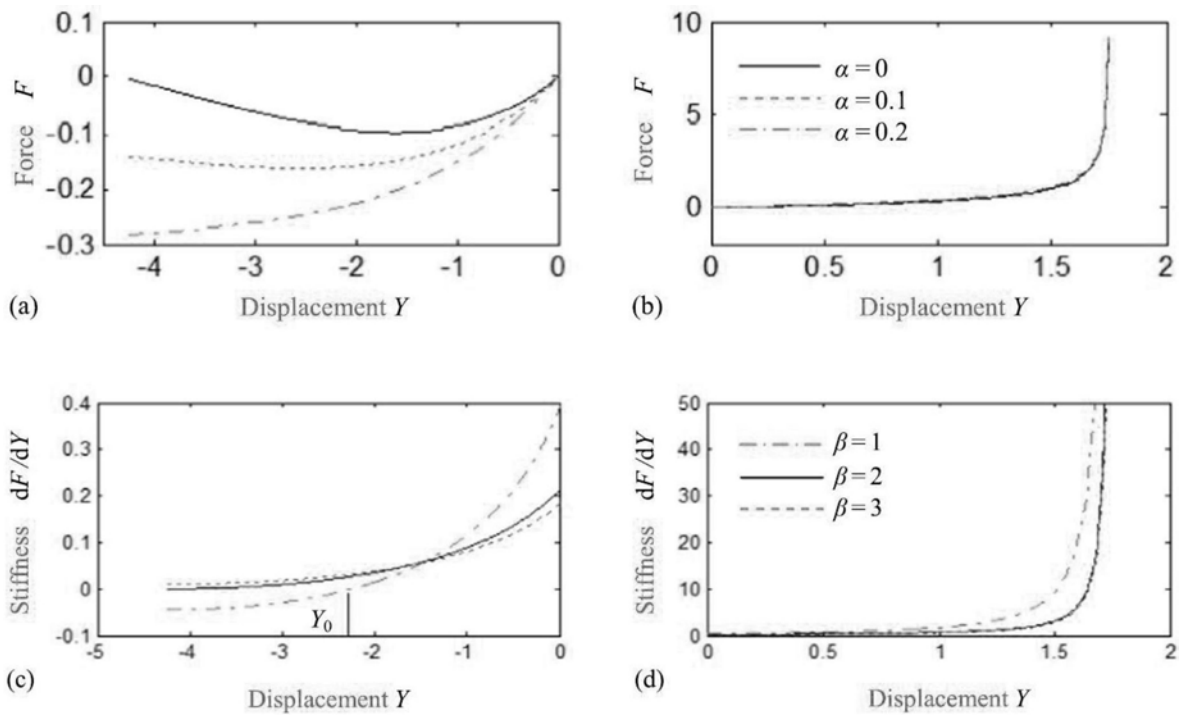 0.1
0
-0.1
-0.2
-0.3
-4
-3
-2
-1
0
Force F
Displacement Y
(a)
10
5
0
α = 0
α = 0.1
α = 0.2
0
0.5
1
1.5
2
Force F
Displacement Y
(b)
0.4
0.3
0.2
0.1
0
-0.1
Y0
-5
-4
-3
-2
-1
0
Stiffness dF/dY
Displacement Y
(c)
50
40
30
20
10
0
β = 1
β = 2
β = 3
0
0.5
1
1.5
2
Stiffness dF/dY
Displacement Y
(d)